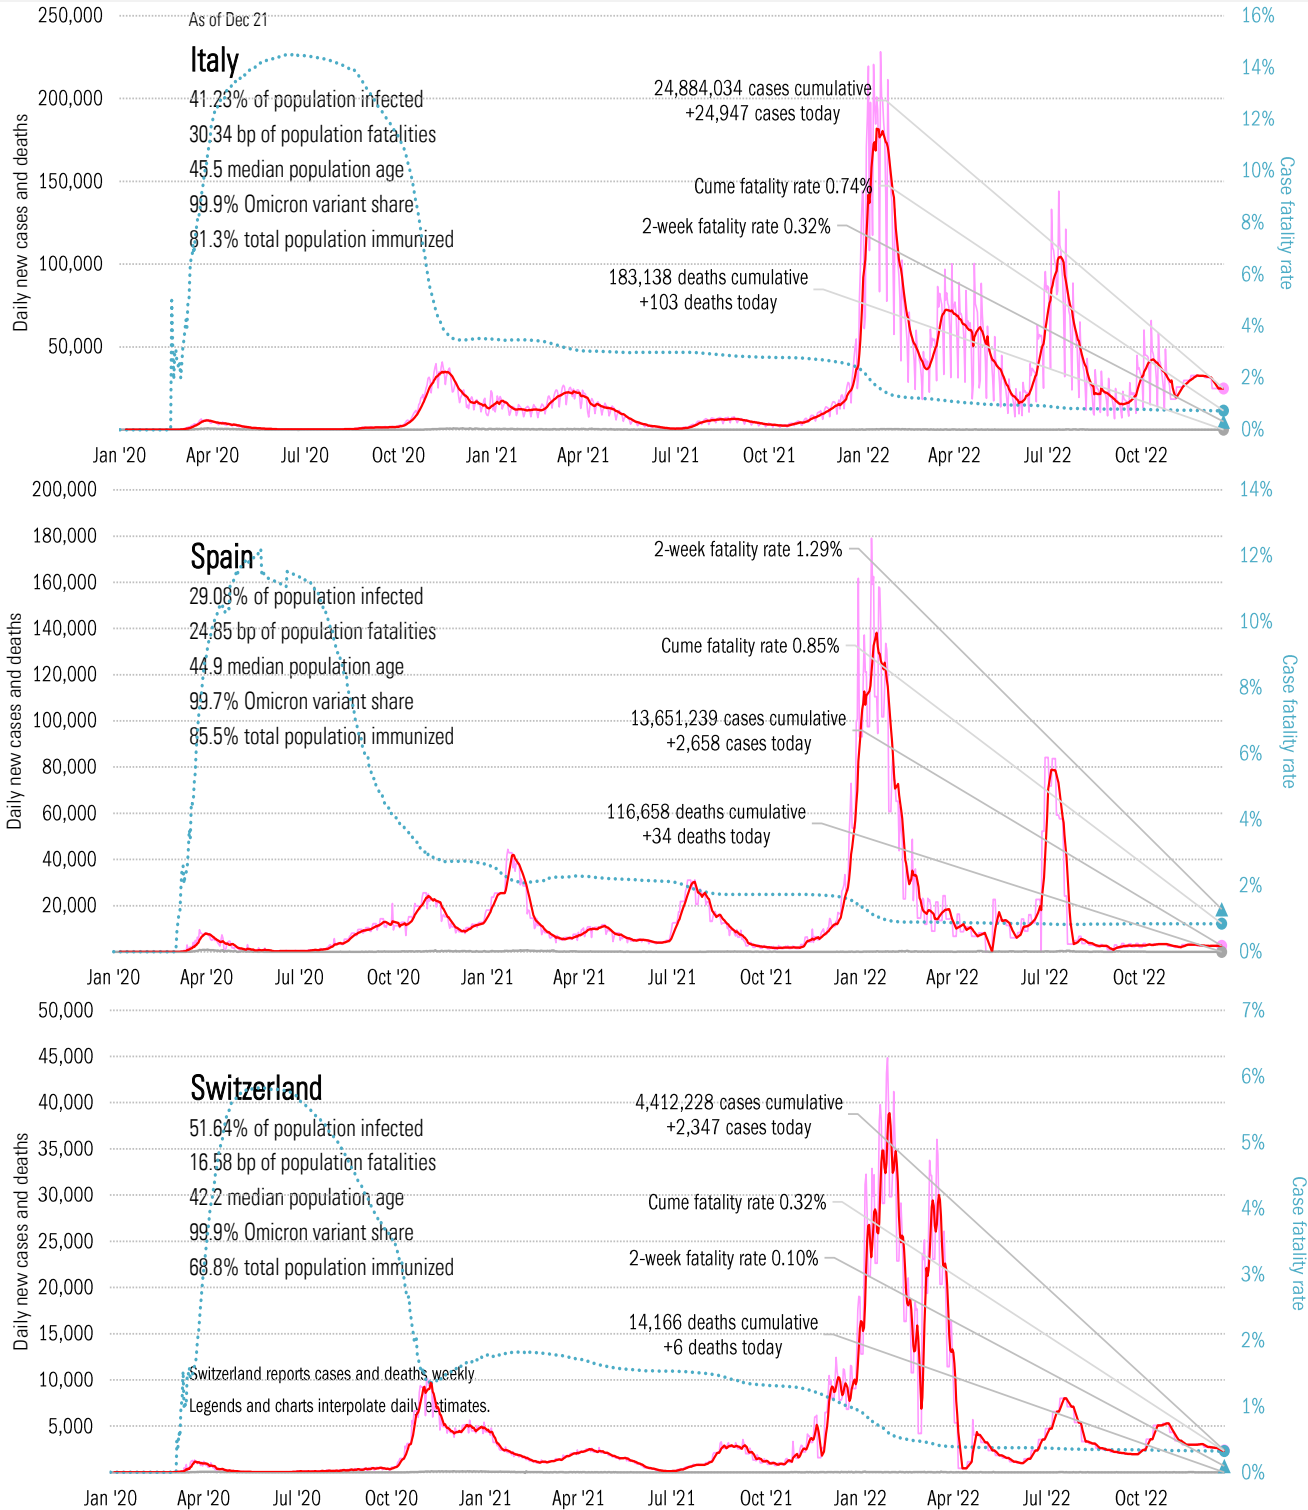 As of Dec 21
250,000
200,000
150,000
100,000
50,000
Daily new cases and deaths
Italy
41.23% of population infected
30.34 bp of population fatalities
45.5 median population age
99.9% Omicron variant share
81.3% total population immunized
24,884,034 cases cumulative
+24,947 cases today
Cume fatality rate 0.74%
2-week fatality rate 0.32%
183,138 deaths cumulative
+103 deaths today
16%
14%
12%
10%
8%
6%
4%
2%
0%
Case fatality rate
Jan '20 Apr '20 Jul '20 Oct '20 Jan '21 Apr '21 Jul '21 Oct '21 Jan '22 Apr '22 Jul '22 Oct '22
200,000
180,000
160,000
140,000
120,000
100,000
80,000
60,000
40,000
20,000
Daily new cases and deaths
Spain
29.08% of population infected
24.85 bp of population fatalities
44.9 median population age
99.7% Omicron variant share
85.5% total population immunized
2-week fatality rate 1.29%
Cume fatality rate 0.85%
13,651,239 cases cumulative
+2,658 cases today
116,658 deaths cumulative
+34 deaths today
14%
12%
10%
8%
6%
4%
2%
0%
Case fatality rate
Jan '20 Apr '20 Jul '20 Oct '20 Jan '21 Apr '21 Jul '21 Oct '21 Jan '22 Apr '22 Jul '22 Oct '22
50,000
45,000
40,000
35,000
30,000
25,000
20,000
15,000
10,000
5,000
Daily new cases and deaths
Switzerland
51.64% of population infected
16.58 bp of population fatalities
42.2 median population age
99.9% Omicron variant share
68.8% total population immunized
Switzerland reports cases and deaths weekly
Legends and charts interpolate daily estimates.
4,412,228 cases cumulative
+2,347 cases today
Cume fatality rate 0.32%
2-week fatality rate 0.10%
14,166 deaths cumulative
+6 deaths today
7%
6%
5%
4%
3%
2%
1%
0%
Case fatality rate
Jan '20 Apr '20 Jul '20 Oct '20 Jan '21 Apr '21 Jul '21 Oct '21 Jan '22 Apr '22 Jul '22 Oct '22